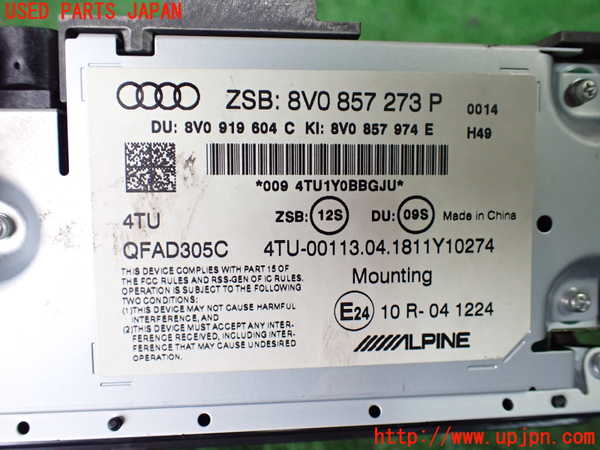 USED PARTS JAPAN
ZSB: 8V0 857 273 P
0014
DU: 8V0 919 604 C KI: 8V0 857 974 E
H49
*009 4TU1Y0BBGJU*
4TU
ZSB: 12S DU: 09S Made in China
QFAD305C 4TU-00113.04.1811Y10274
THIS DEVICE COMPLIES WITH PART 15 OF
THE FCC RULES AND RSS-GEN OF IC RULES.
OPERATION IS SUBJECT TO THE FOLLOWING
TWO CONDITIONS:
(1)THIS DEVICE MAY NOT CAUSE HARMFUL
INTERFERENCE, AND
(2)THIS DEVICE MUST ACCEPT ANY INTER-
FERENCE RECEIVED, INCLUDING INTER-
FERENCE THAT MAY CAUSE UNDESIRED
OPERATION.
Mounting
E24 10 R- 04 1224
ALPINE
http://www.upjpn.com/